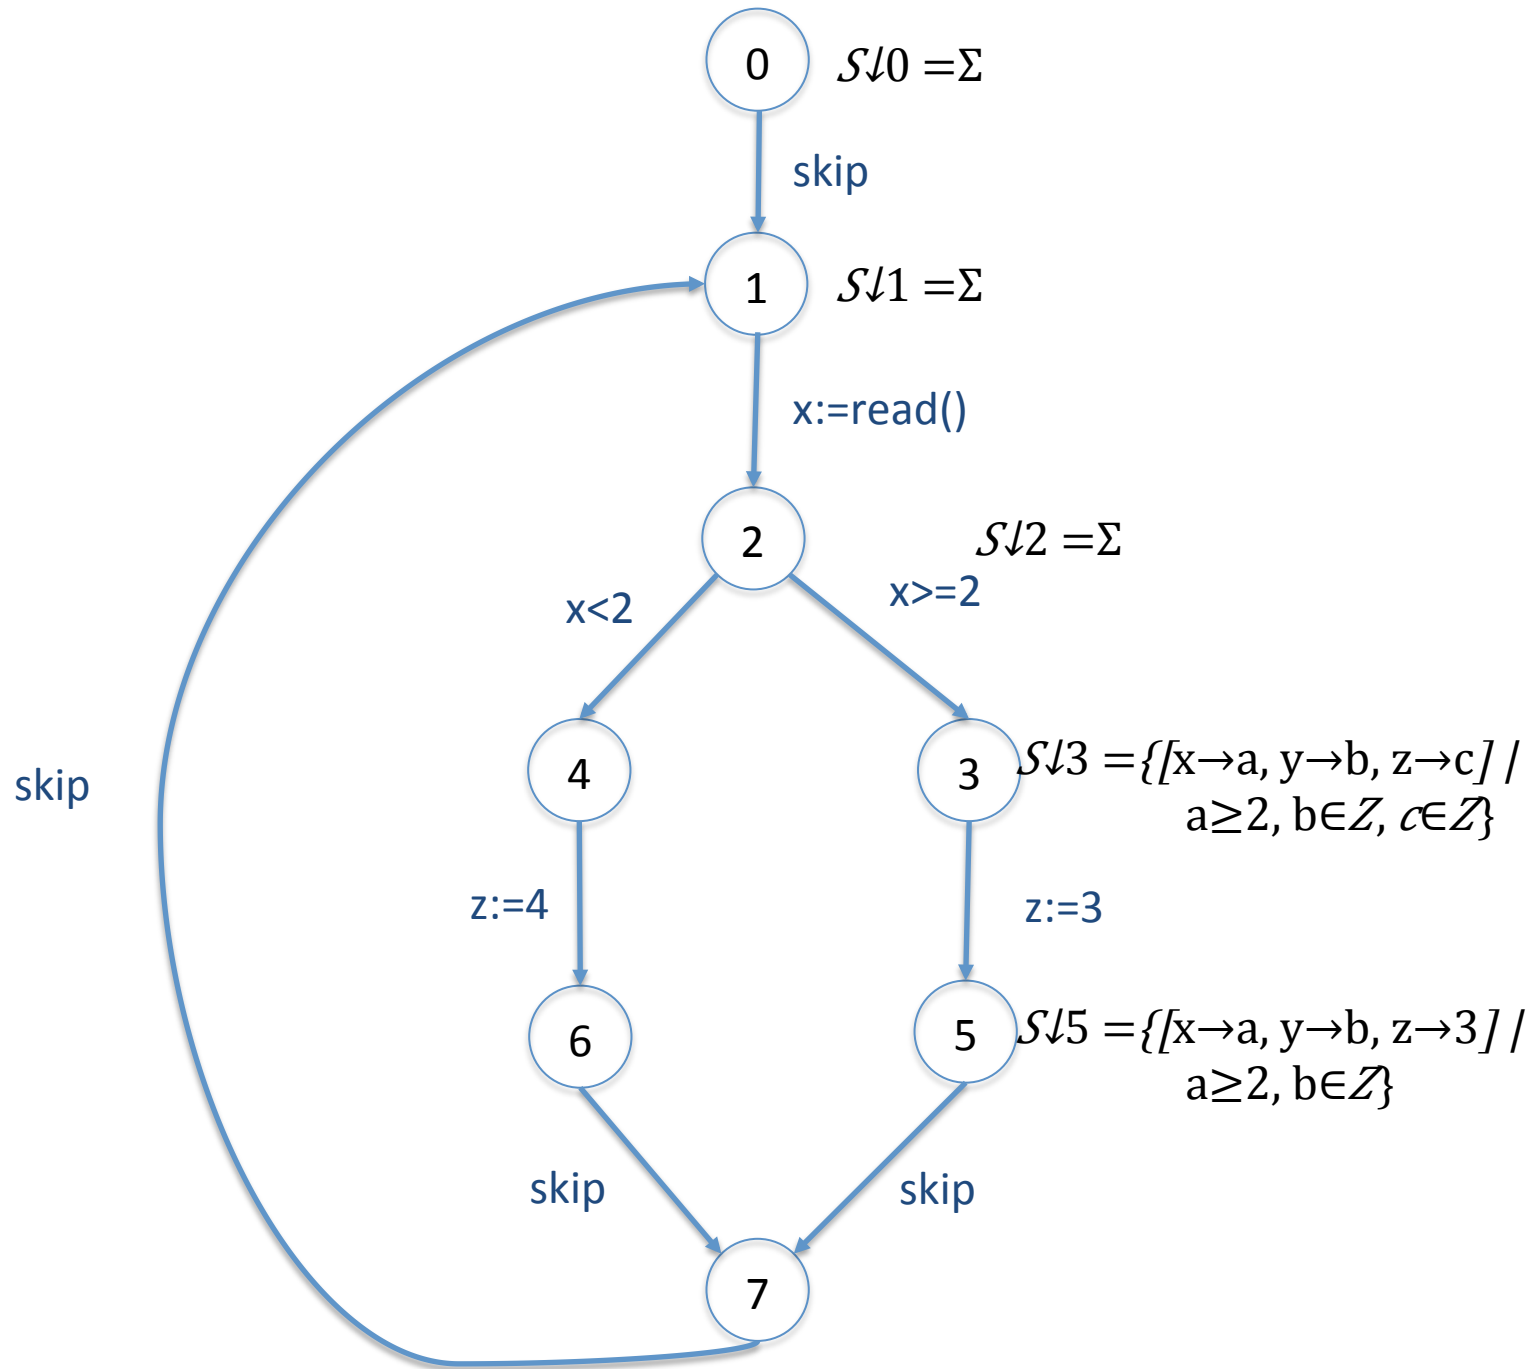 0
S↓0 =Σ
skip
1
S↓1 =Σ
x:=read()
2
S↓2 =Σ
x<2
x>=2
skip
4
3
S↓3 ={[x→a, y→b, z→c] |
a≥2, b∈Z, c∈Z}
z:=4
z:=3
6
5
S↓5 ={[x→a, y→b, z→3] |
a≥2, b∈Z}
skip
skip
7